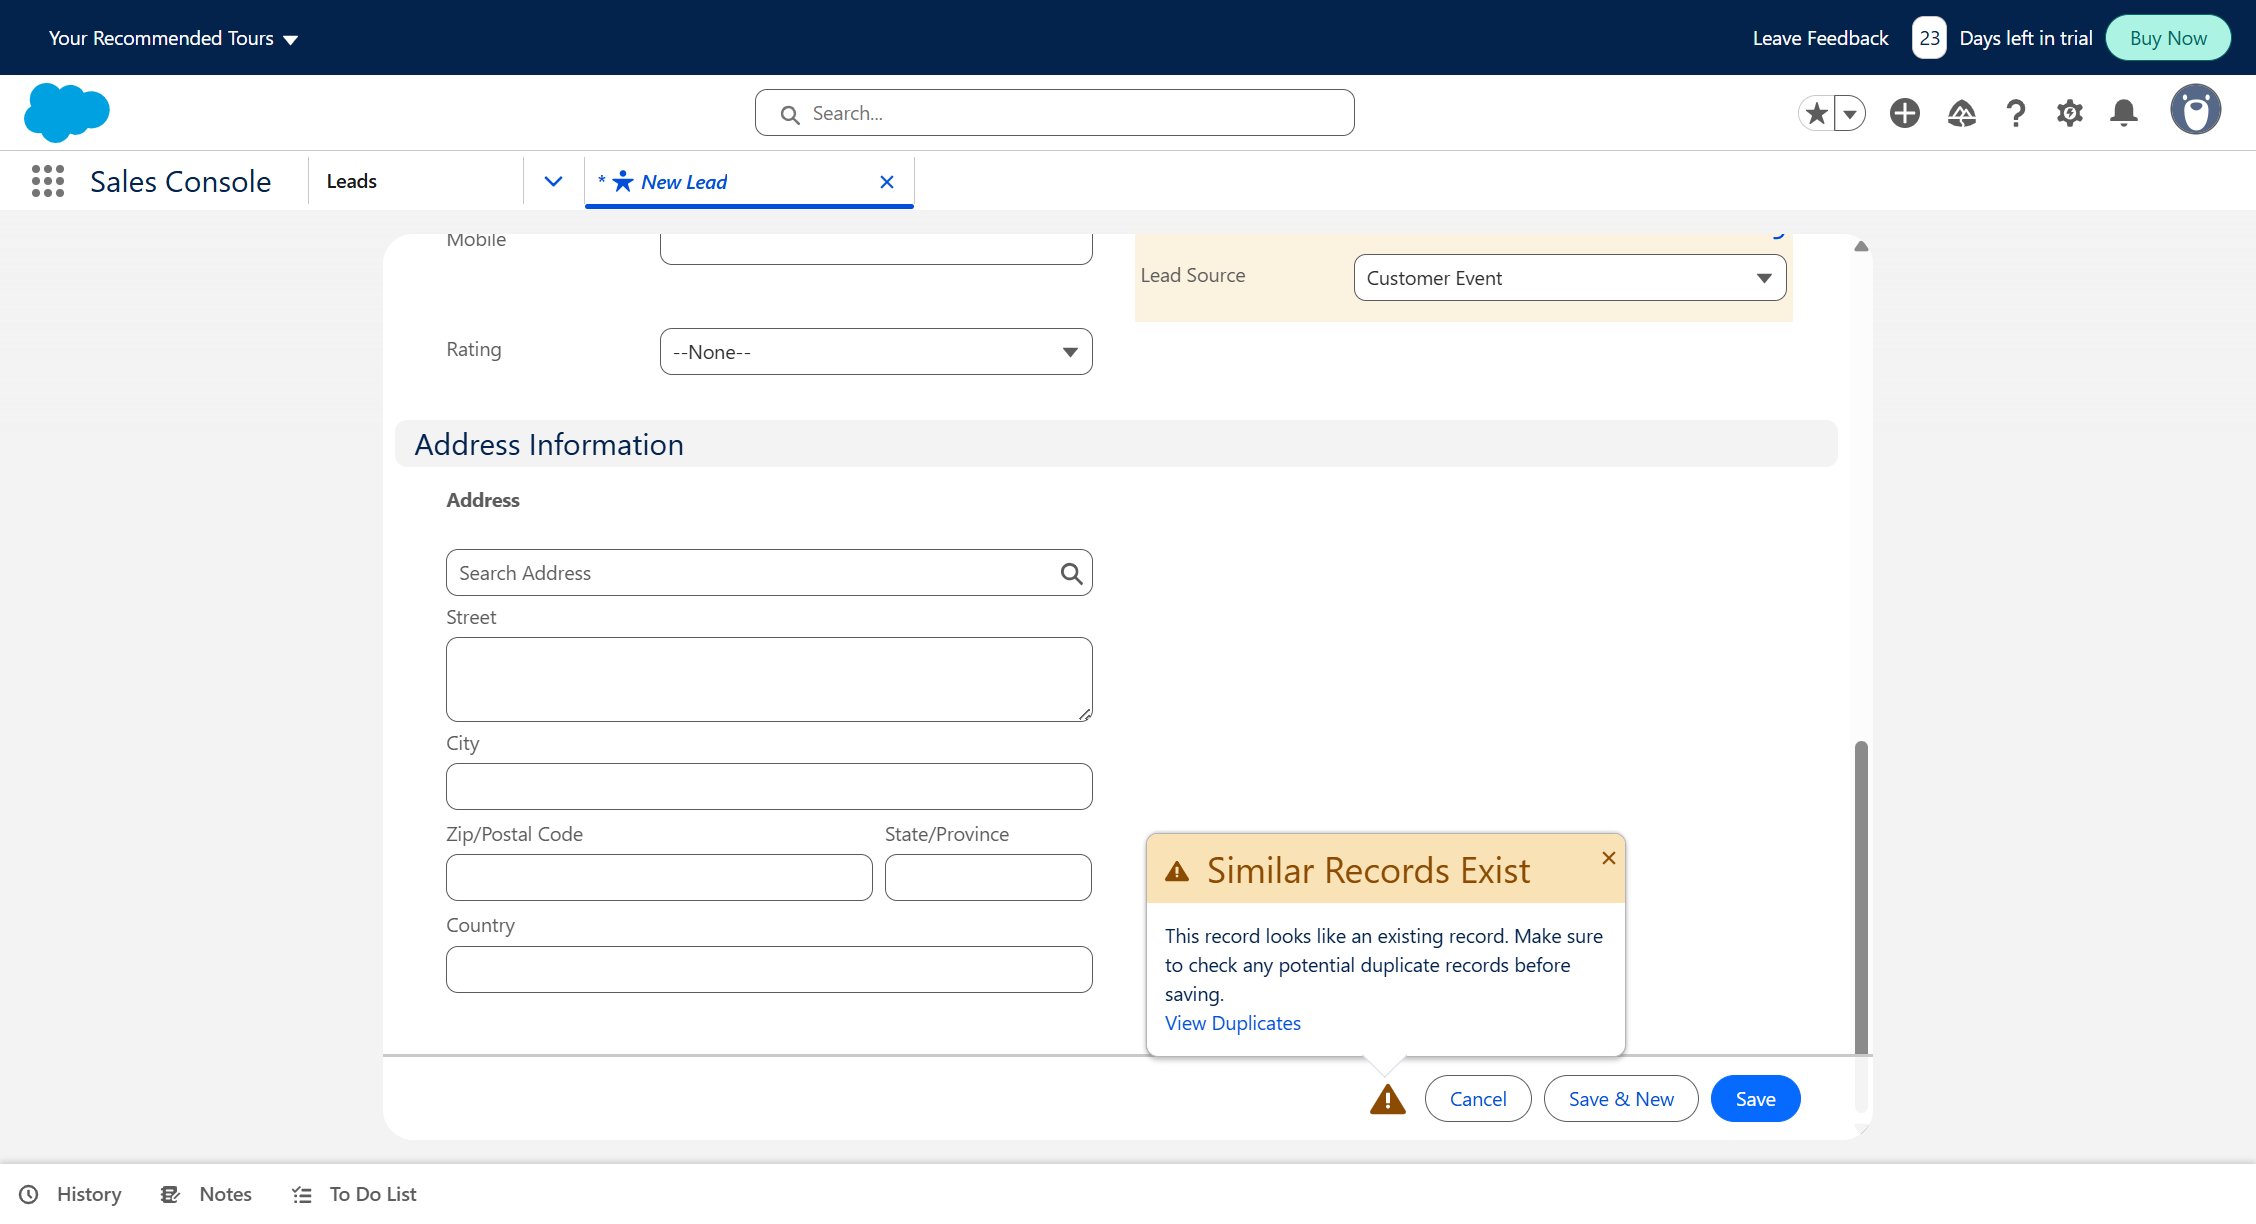 Your Recommended Tours
Leave Feedback
23
Days left in trial
Buy Now
Search...
Sales Console
Leads
* New Lead
Mobile
Lead Source
Customer Event
Rating
--None--
Address Information
Address
Search Address
Street
City
Zip/Postal Code
State/Province
Country
Similar Records Exist
This record looks like an existing record. Make sure
to check any potential duplicate records before
saving.
View Duplicates
Cancel
Save & New
Save
History
Notes
To Do List